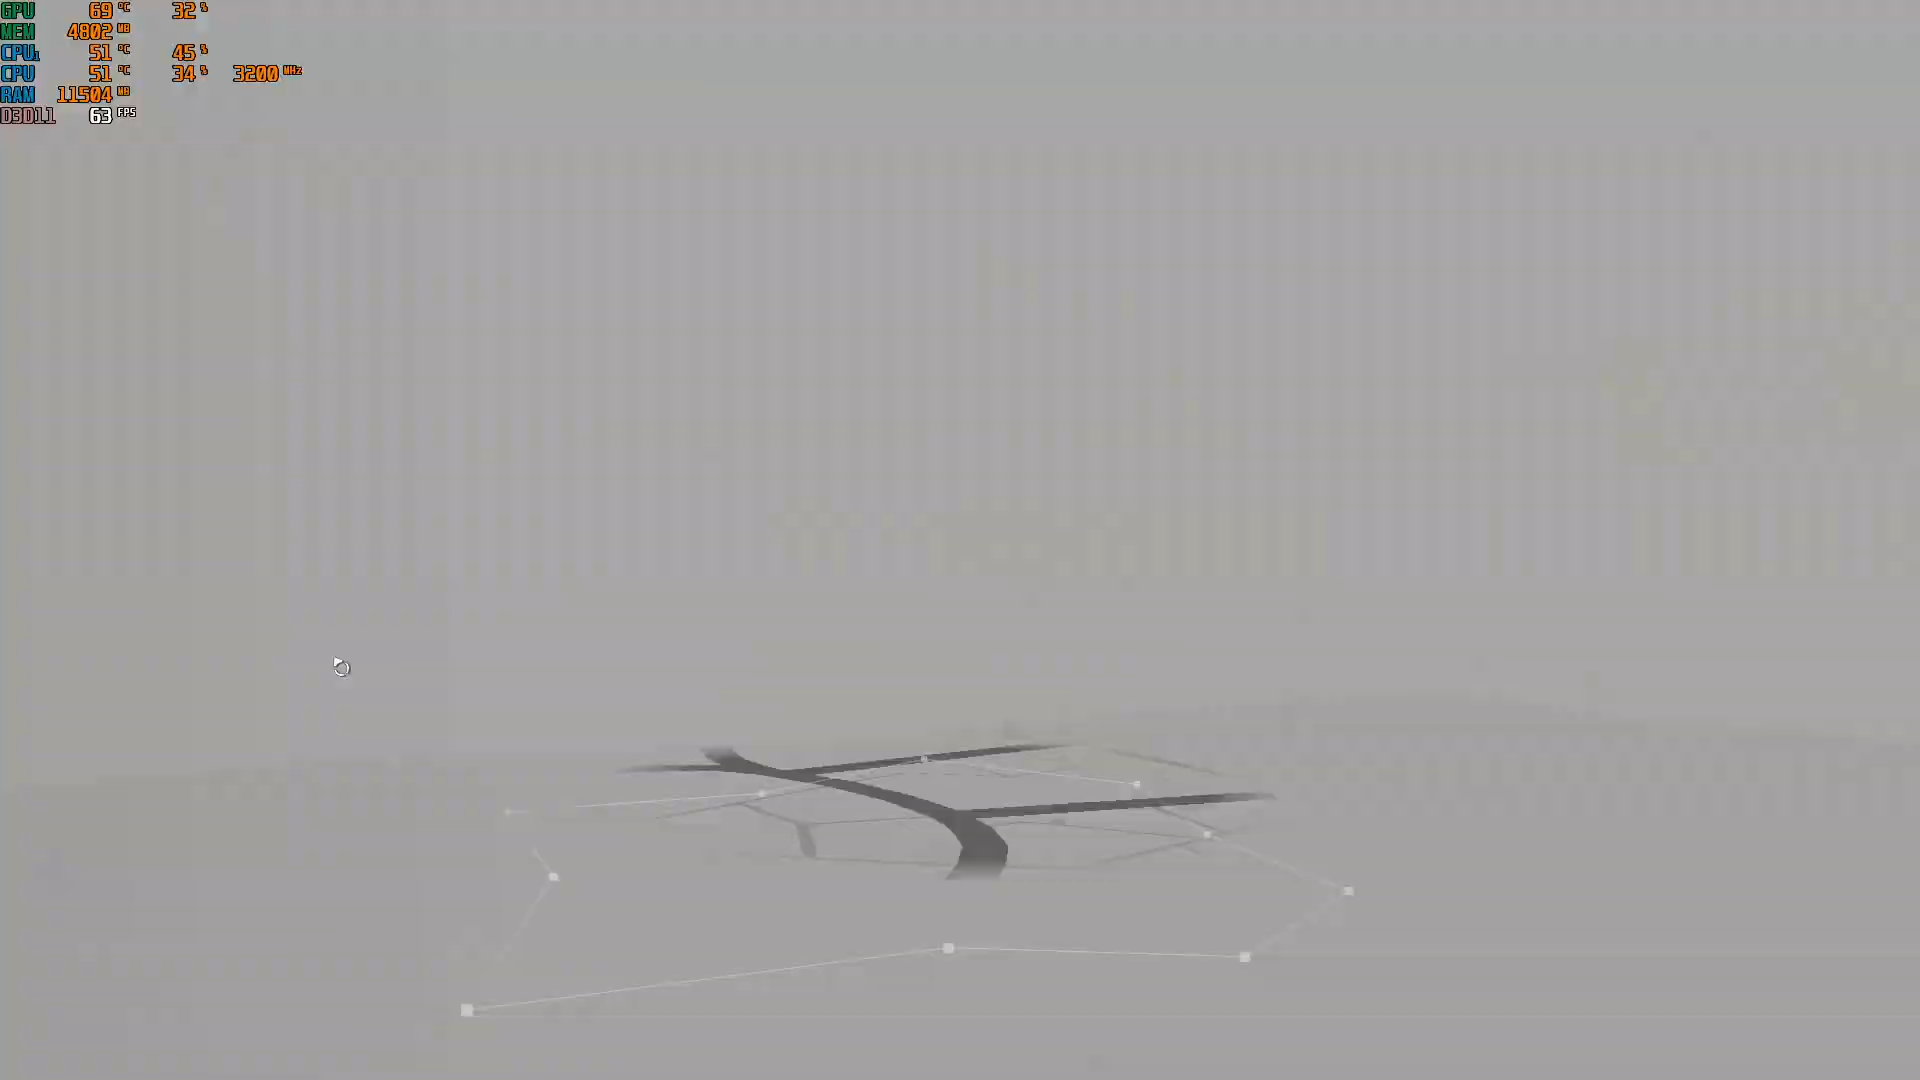 GPU 69 °C 32 %
MEM 4802 MB
CPU1 51 °C 45 %
CPU 51 °C 34 % 3200 MHz
RAM 11504 MB
D3D11 63 FPS